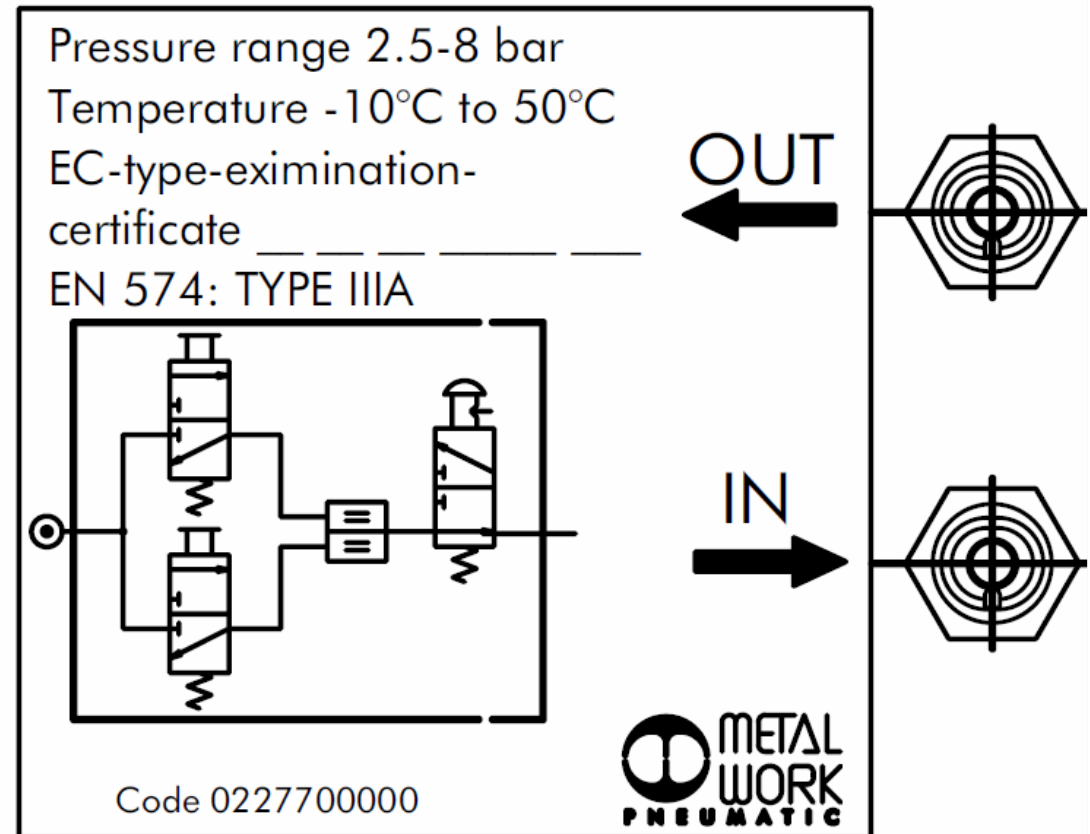 Pressure range 2.5-8 bar
Temperature -10°C to 50°C
EC-type-eximination-
certificate __ __ __ ____ ___
EN 574: TYPE IIIA
OUT
IN
Code 0227700000
METAL
WORK
PNEUMATIC